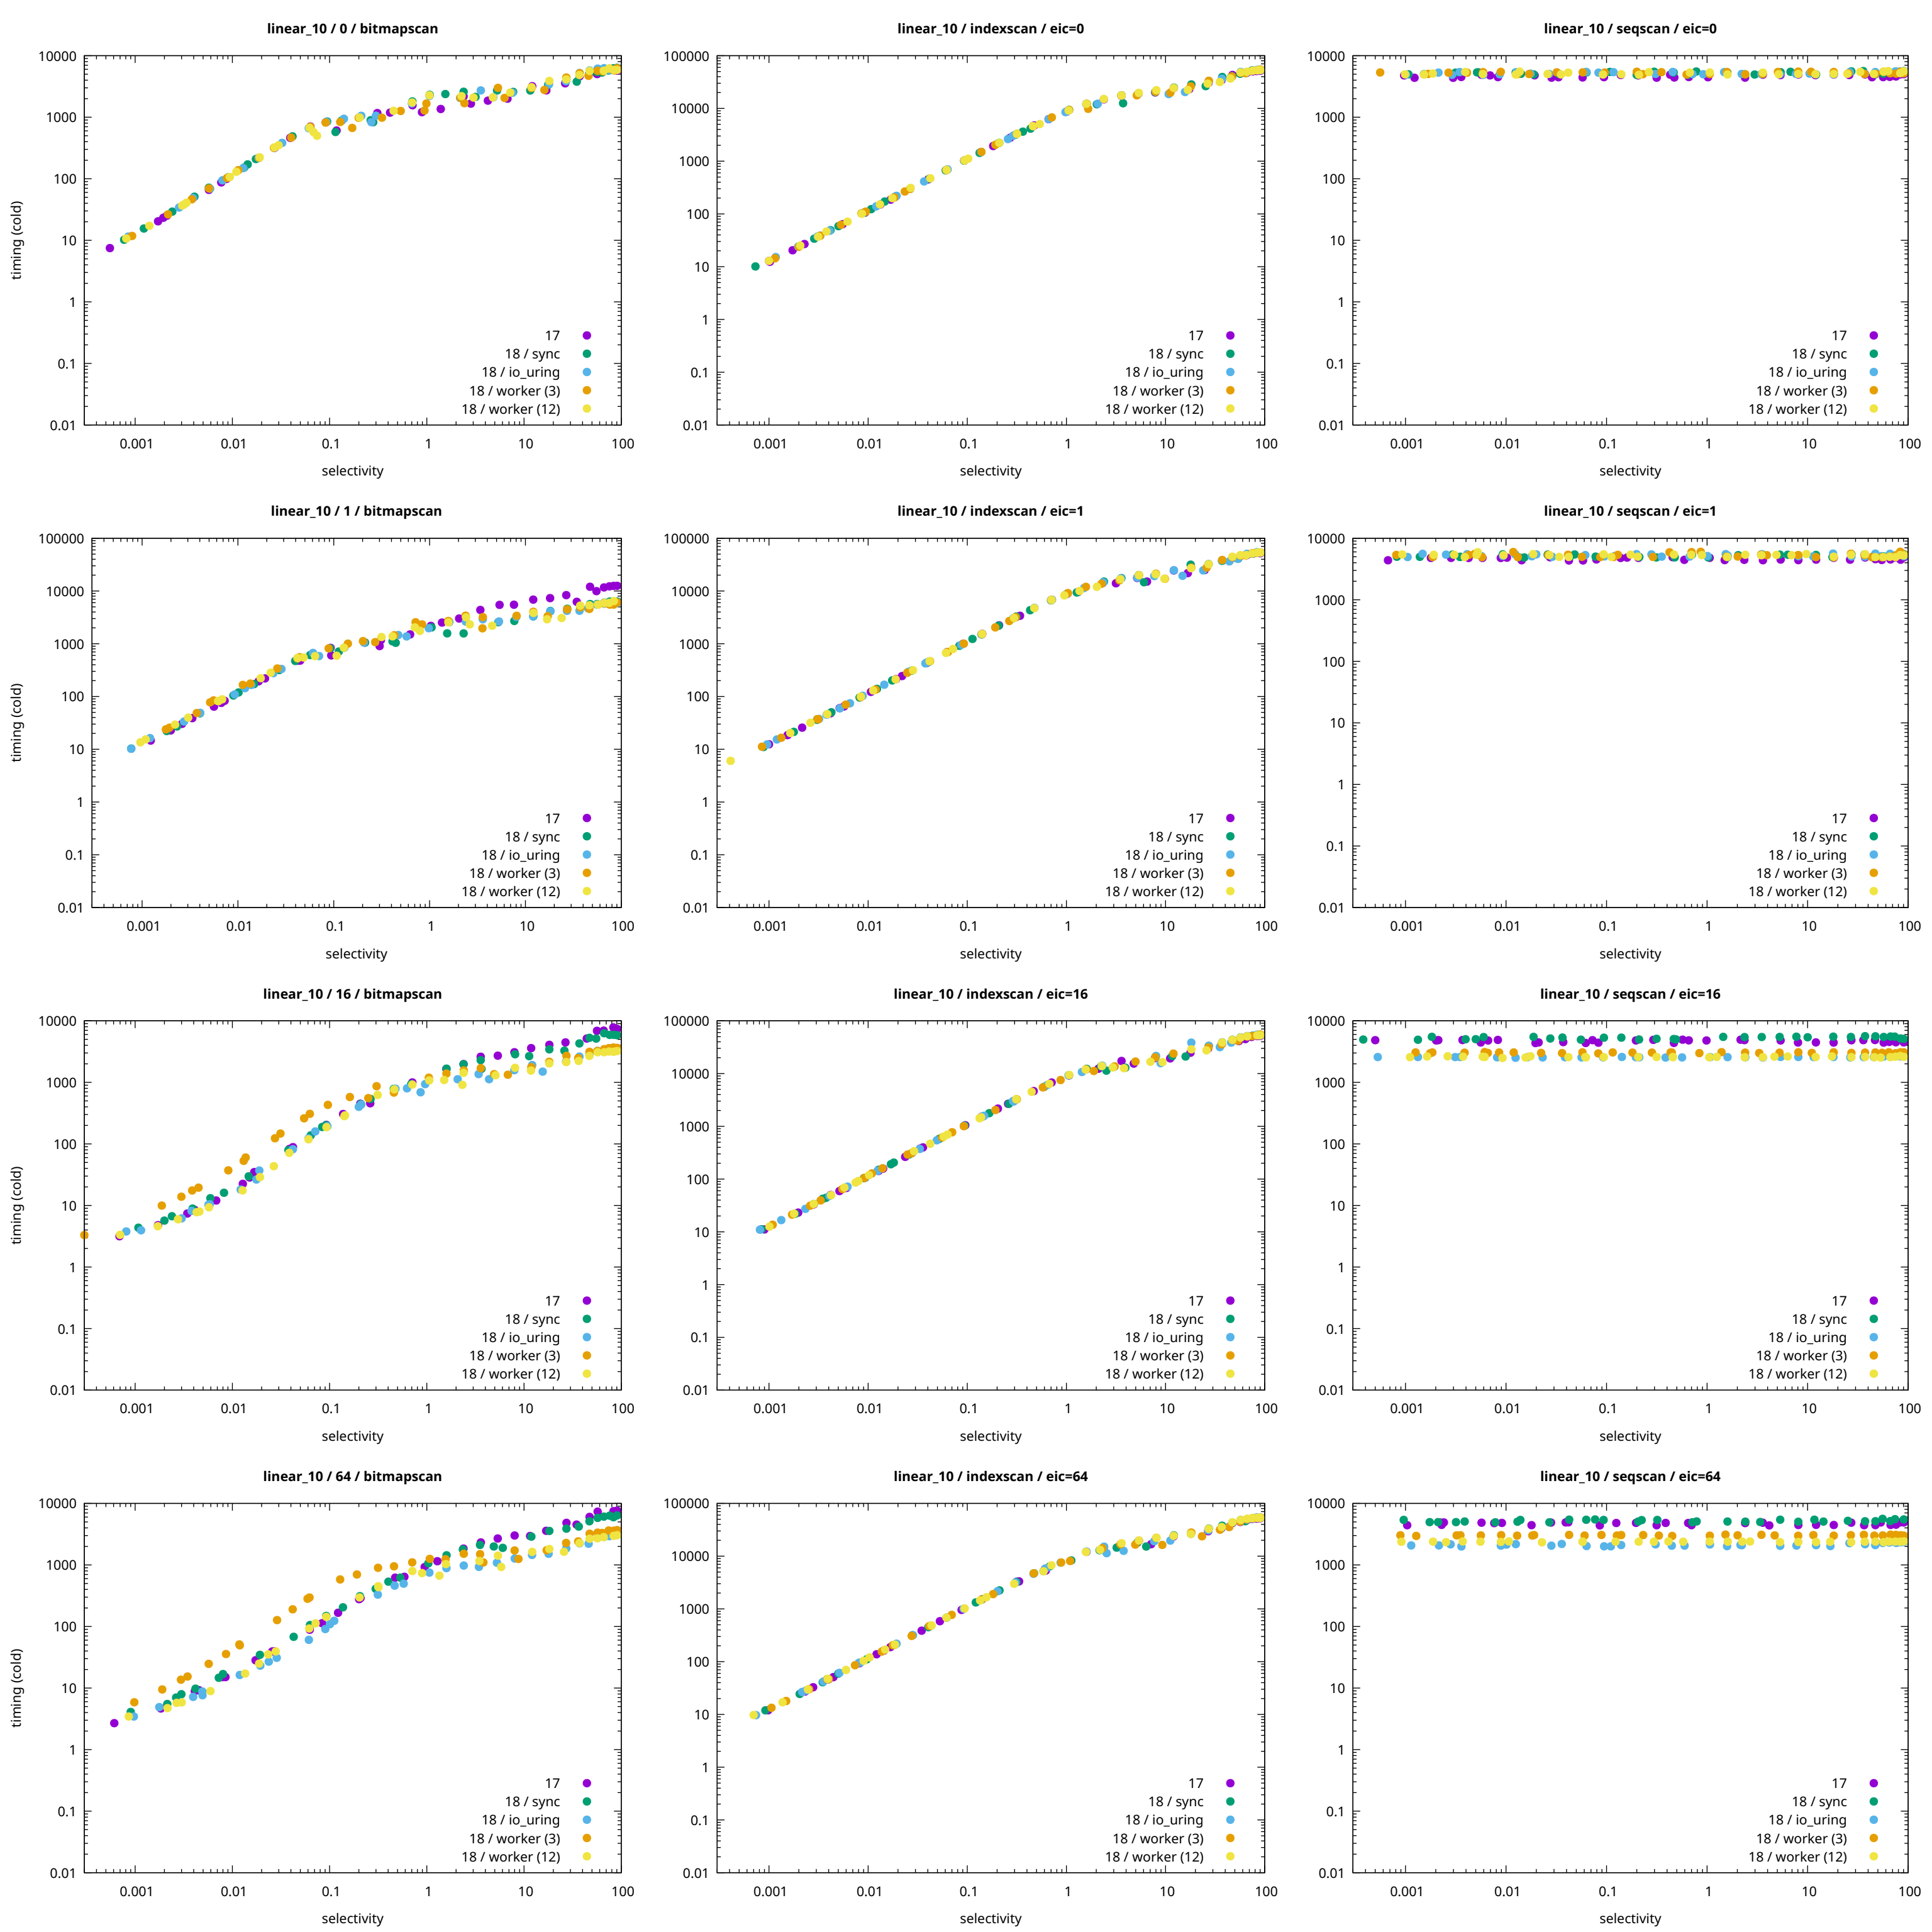 linear_10 / 0 / bitmapscan
10000
1000
100
10
1
0.1
0.01
timing (cold)
17
18 / sync
18 / io_uring
18 / worker (3)
18 / worker (12)
0.001 0.01 0.1 1 10 100
selectivity
linear_10 / indexscan / eic=0
100000
10000
1000
100
10
1
0.1
0.01
17
18 / sync
18 / io_uring
18 / worker (3)
18 / worker (12)
0.001 0.01 0.1 1 10 100
selectivity
linear_10 / seqscan / eic=0
10000
1000
100
10
1
0.1
0.01
17
18 / sync
18 / io_uring
18 / worker (3)
18 / worker (12)
0.001 0.01 0.1 1 10 100
selectivity
linear_10 / 1 / bitmapscan
100000
10000
1000
100
10
1
0.1
0.01
timing (cold)
17
18 / sync
18 / io_uring
18 / worker (3)
18 / worker (12)
0.001 0.01 0.1 1 10 100
selectivity
linear_10 / indexscan / eic=1
100000
10000
1000
100
10
1
0.1
0.01
17
18 / sync
18 / io_uring
18 / worker (3)
18 / worker (12)
0.001 0.01 0.1 1 10 100
selectivity
linear_10 / seqscan / eic=1
10000
1000
100
10
1
0.1
0.01
17
18 / sync
18 / io_uring
18 / worker (3)
18 / worker (12)
0.001 0.01 0.1 1 10 100
selectivity
linear_10 / 16 / bitmapscan
10000
1000
100
10
1
0.1
0.01
timing (cold)
17
18 / sync
18 / io_uring
18 / worker (3)
18 / worker (12)
0.001 0.01 0.1 1 10 100
selectivity
linear_10 / indexscan / eic=16
100000
10000
1000
100
10
1
0.1
0.01
17
18 / sync
18 / io_uring
18 / worker (3)
18 / worker (12)
0.001 0.01 0.1 1 10 100
selectivity
linear_10 / seqscan / eic=16
10000
1000
100
10
1
0.1
0.01
17
18 / sync
18 / io_uring
18 / worker (3)
18 / worker (12)
0.001 0.01 0.1 1 10 100
selectivity
linear_10 / 64 / bitmapscan
10000
1000
100
10
1
0.1
0.01
timing (cold)
17
18 / sync
18 / io_uring
18 / worker (3)
18 / worker (12)
0.001 0.01 0.1 1 10 100
selectivity
linear_10 / indexscan / eic=64
100000
10000
1000
100
10
1
0.1
0.01
17
18 / sync
18 / io_uring
18 / worker (3)
18 / worker (12)
0.001 0.01 0.1 1 10 100
selectivity
linear_10 / seqscan / eic=64
10000
1000
100
10
1
0.1
0.01
17
18 / sync
18 / io_uring
18 / worker (3)
18 / worker (12)
0.001 0.01 0.1 1 10 100
selectivity